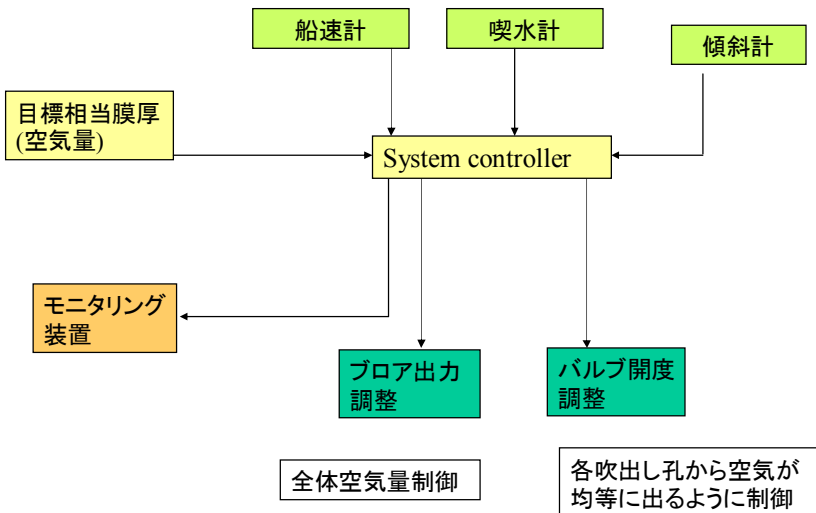 船速計
喫水計
傾斜計
目標相当膜厚
(空気量)
System controller
モニタリング
装置
ブロア出力
調整
バルブ開度
調整
全体空気量制御
各吹出し孔から空気が
均等に出るように制御